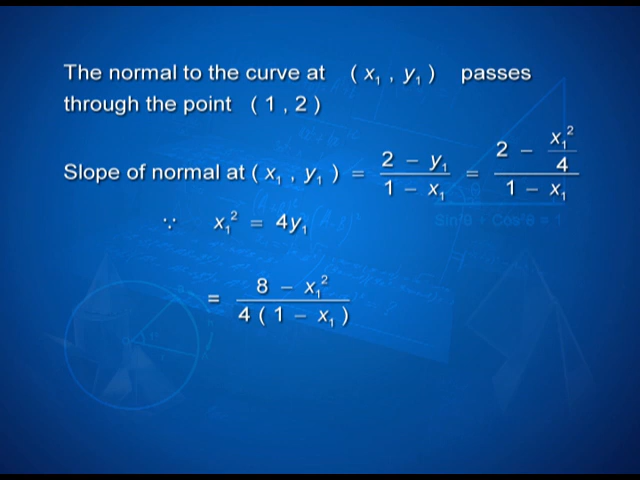 The normal to the curve at ( x₁ , y₁ ) passes
through the point ( 1 , 2 )
Slope of normal at ( x₁ , y₁ ) = (2 − y₁)/(1 − x₁) = (2 − x₁²/4)/(1 − x₁)
∵ x₁² = 4y₁
= (8 − x₁²)/(4 ( 1 − x₁ ))